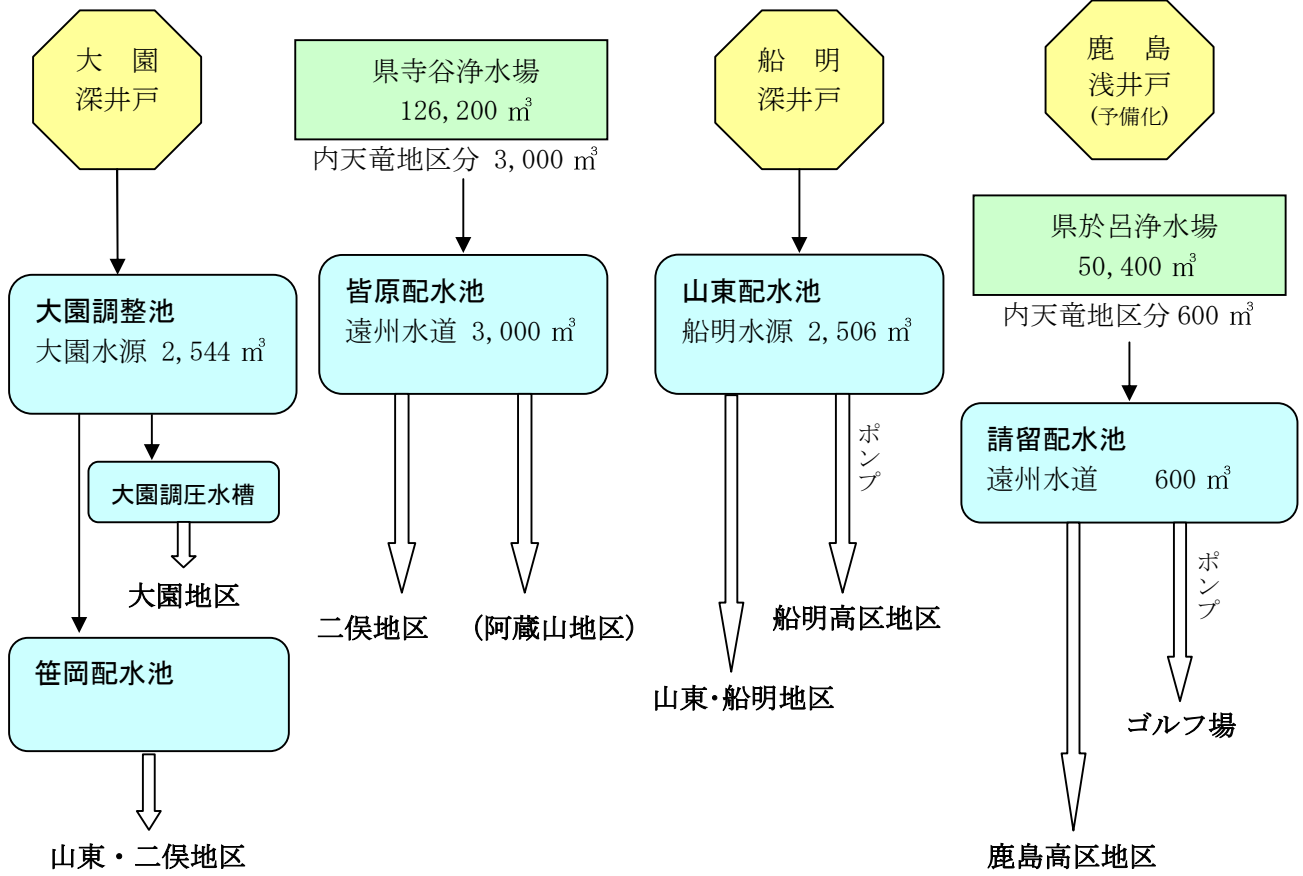 大　園
深井戸
県寺谷浄水場
126,200 ㎥
内天竜地区分 3,000 ㎥
船　明
深井戸
鹿　島
浅井戸
(予備化)
県於呂浄水場
50,400 ㎥
内天竜地区分 600 ㎥
大園調整池
大園水源 2,544 ㎥
皆原配水池
遠州水道 3,000 ㎥
山東配水池
船明水源 2,506 ㎥
請留配水池
遠州水道　　600 ㎥
大園調圧水槽
大園地区
二俣地区
(阿蔵山地区)
ポンプ
船明高区地区
山東・船明地区
ポンプ
ゴルフ場
笹岡配水池
山東・二俣地区
鹿島高区地区